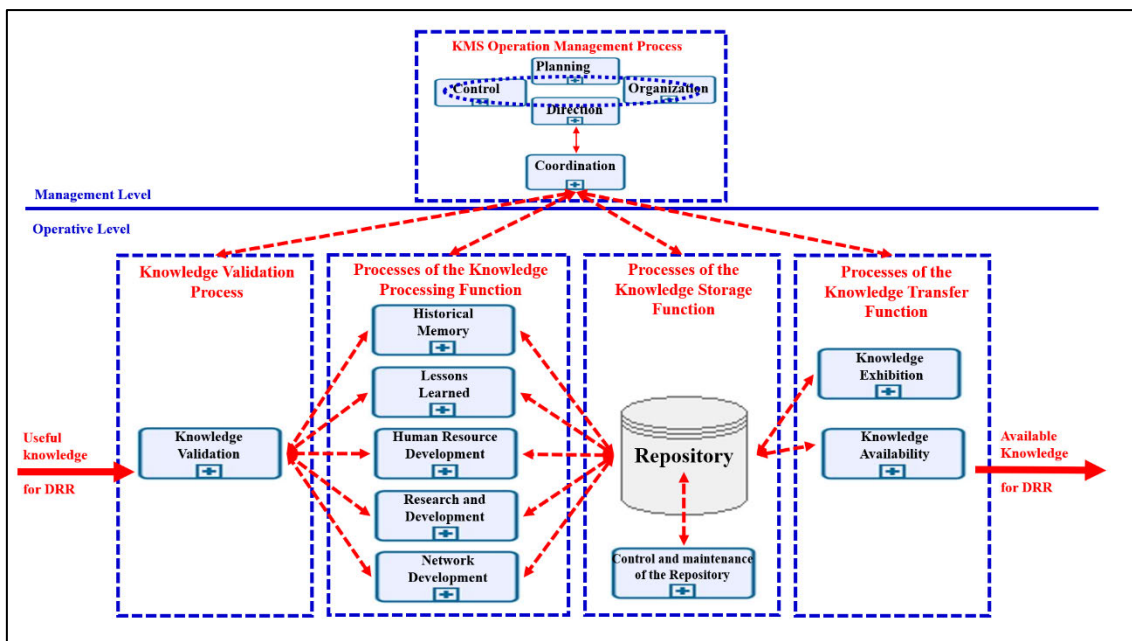 KMS Operation Management Process
Planning
Control
Organization
Direction
Coordination
Management Level
Operative Level
Knowledge Validation
Process
Processes of the Knowledge
Processing Function
Processes of the
Knowledge Storage
Function
Processes of the
Knowledge Transfer
Function
Historical
Memory
Lessons
Learned
Human Resource
Development
Research and
Development
Network
Development
Useful
knowledge
for DRR
Knowledge
Validation
Repository
Control and maintenance
of the Repository
Knowledge
Exhibition
Knowledge
Availability
Available
Knowledge
for DRR